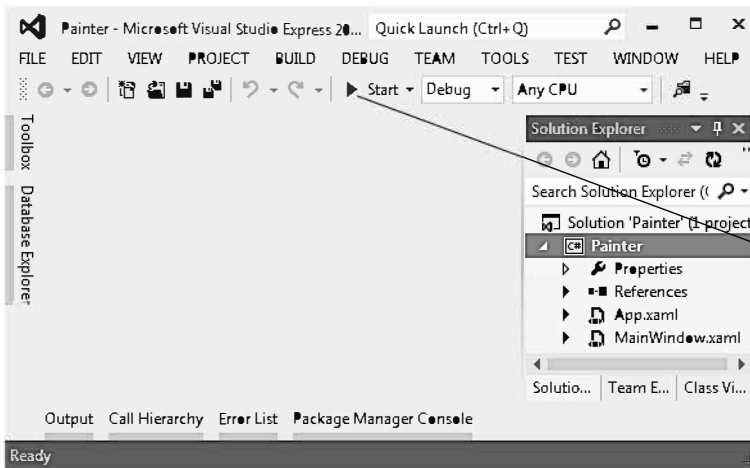 Painter - Microsoft Visual Studio Express 20... Quick Launch (Ctrl+Q)
FILE EDIT VIEW PROJECT BUILD DEBUG TEAM TOOLS TEST WINDOW HELP
Start Debug Any CPU
Toolbox
Database Explorer
Solution Explorer
Search Solution Explorer (
Solution 'Painter' (1 project
C# Painter
Properties
References
App.xaml
MainWindow.xaml
Solutio... Team E... Class Vi...
Output Call Hierarchy Error List Package Manager Console
Ready